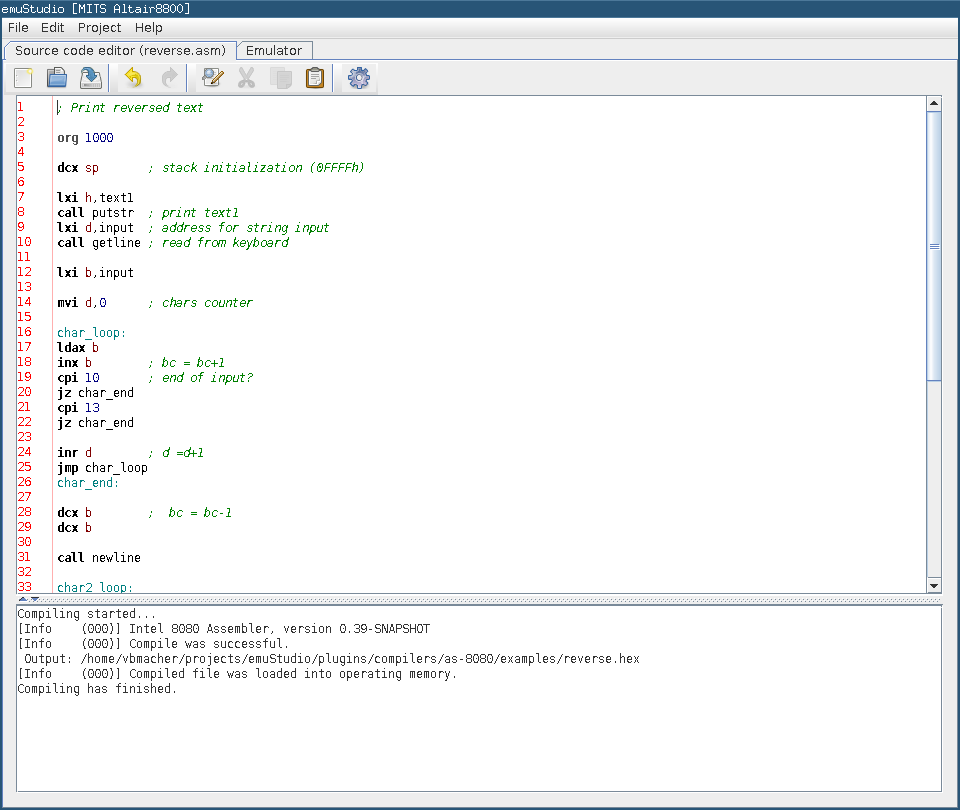 emuStudio [MITS Altair8800]
File Edit Project Help
Source code editor (reverse.asm) Emulator
1 ; Print reversed text
2
3 org 1000
4
5 dcx sp ; stack initialization (0FFFFh)
6
7 lxi h,text1
8 call putstr ; print text1
9 lxi d,input ; address for string input
10 call getline ; read from keyboard
11
12 lxi b,input
13
14 mvi d,0 ; chars counter
15
16 char_loop:
17 ldax b
18 inx b ; bc = bc+1
19 cpi 10 ; end of input?
20 jz char_end
21 cpi 13
22 jz char_end
23
24 inr d ; d =d+1
25 jmp char_loop
26 char_end:
27
28 dcx b ; bc = bc-1
29 dcx b
30
31 call newline
32
33 char2_loop:
Compiling started...
[Info (000)] Intel 8080 Assembler, version 0.39-SNAPSHOT
[Info (000)] Compile was successful.
Output: /home/vbmacher/projects/emuStudio/plugins/compilers/as-8080/examples/reverse.hex
[Info (000)] Compiled file was loaded into operating memory.
Compiling has finished.